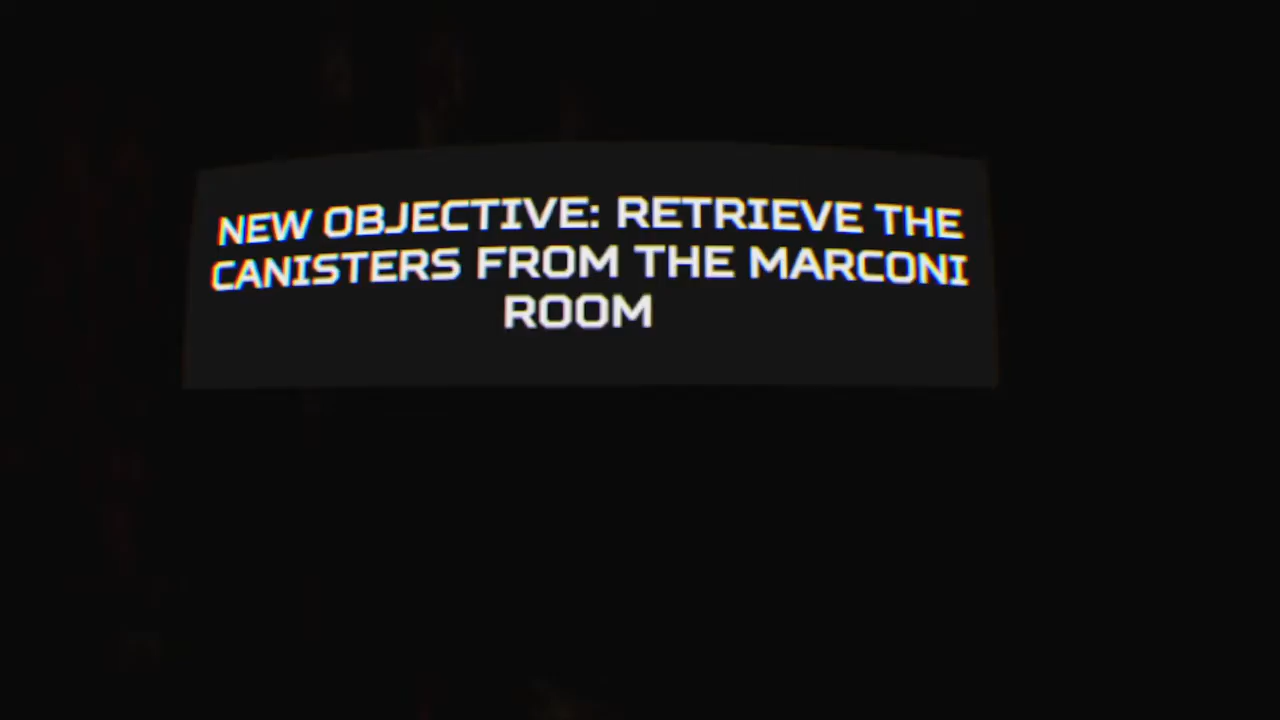 NEW OBJECTIVE: RETRIEVE THE
CANISTERS FROM THE MARCONI
ROOM